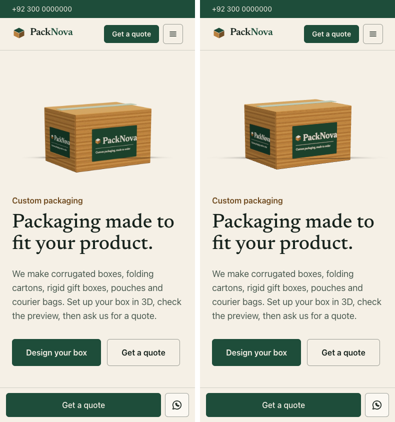 +92 300 0000000
PackNova
Get a quote
PackNova
Custom packaging
Packaging made to
fit your product.
We make corrugated boxes, folding
cartons, rigid gift boxes, pouches and
courier bags. Set up your box in 3D, check
the preview, then ask us for a quote.
Design your box
Get a quote
Get a quote
+92 300 0000000
PackNova
Get a quote
PackNova
Custom packaging
Packaging made to
fit your product.
We make corrugated boxes, folding
cartons, rigid gift boxes, pouches and
courier bags. Set up your box in 3D, check
the preview, then ask us for a quote.
Design your box
Get a quote
Get a quote